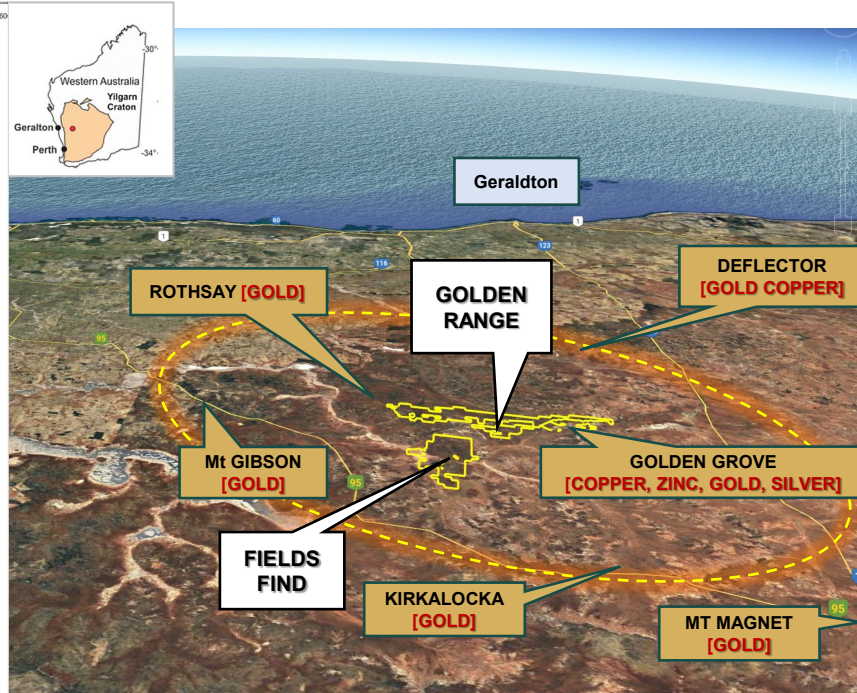 60
-30°-
Western Australia
Yilgarn
Craton
Geralton
Perth
-34°-
Geraldton
60
1
1
123
116
DEFLECTOR
[GOLD COPPER]
ROTHSAY [GOLD]
GOLDEN
RANGE
95
Mt GIBSON
[GOLD]
GOLDEN GROVE
[COPPER, ZINC, GOLD, SILVER]
95
FIELDS
FIND
KIRKALOCKA
[GOLD]
95
MT MAGNET
[GOLD]